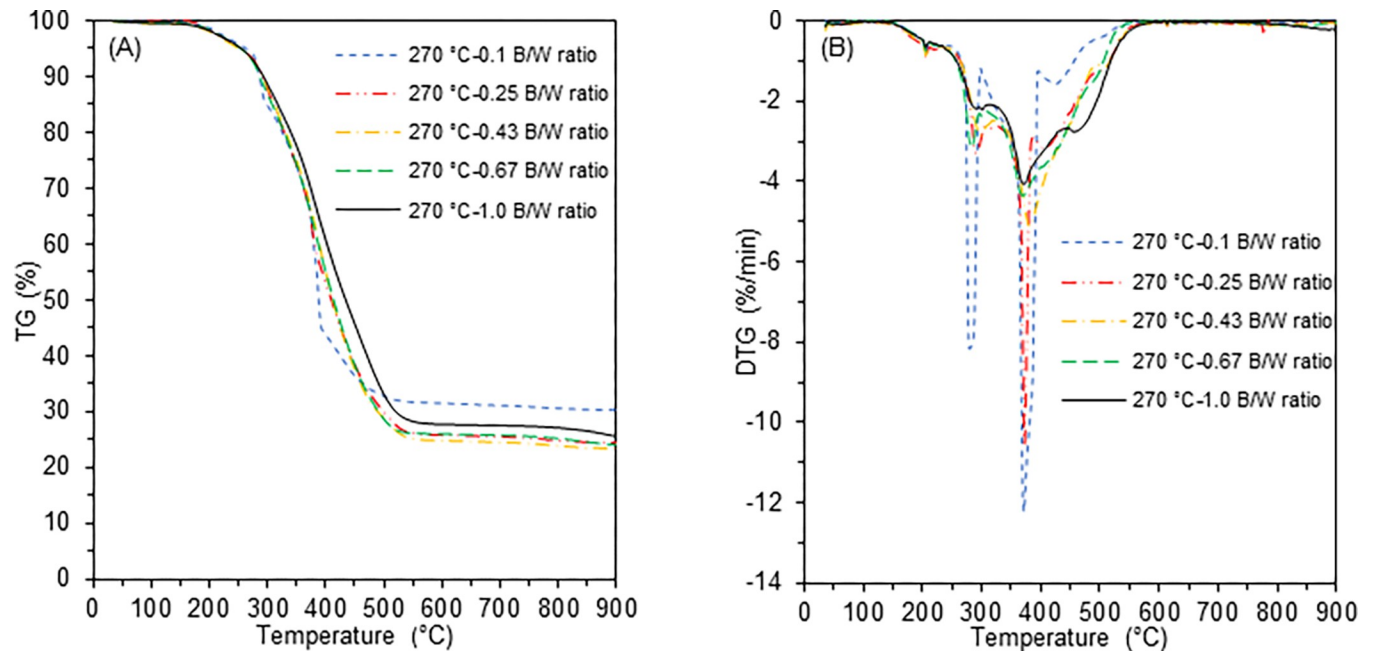 (A)
270 °C-0.1 B/W ratio
270 °C-0.25 B/W ratio
270 °C-0.43 B/W ratio
270 °C-0.67 B/W ratio
270 °C-1.0 B/W ratio
100
90
80
70
60
50
40
30
20
10
0
TG (%)
0 100 200 300 400 500 600 700 800 900
Temperature (°C)
(B)
270 °C-0.1 B/W ratio
270 °C-0.25 B/W ratio
270 °C-0.43 B/W ratio
270 °C-0.67 B/W ratio
270 °C-1.0 B/W ratio
0
-2
-4
-6
-8
-10
-12
-14
DTG (%/min)
0 100 200 300 400 500 600 700 800 900
Temperature (°C)